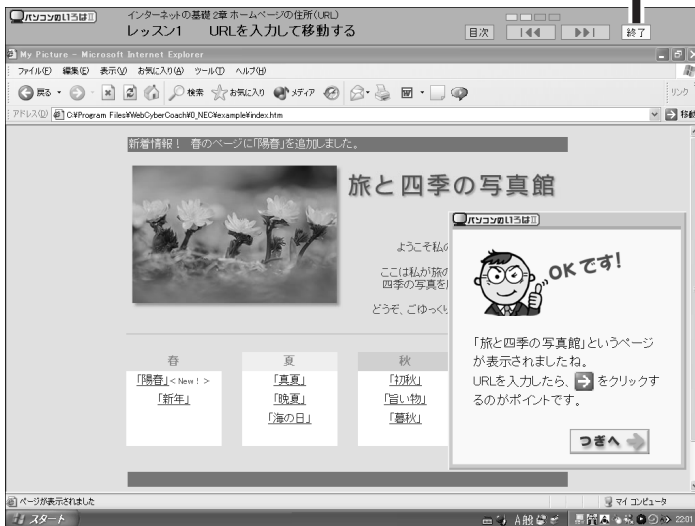 パソコンのいろはⅡ
インターネットの基礎 2章 ホームページの住所(URL)
レッスン1 URLを入力して移動する
目次
終了
My Picture - Microsoft Internet Explorer
ファイル(F) 編集(E) 表示(V) お気に入り(A) ツール(T) ヘルプ(H)
戻る 検索 お気に入り メディア
リンク
アドレス(D) C:¥Program Files¥WebCyberCoach¥0_NEC¥example¥index.htm 移動
新着情報! 春のページに「陽春」を追加しました。
旅と四季の写真館
ようこそ私の
ここは私が旅の
四季の写真を
どうぞ、ごゆっくり
春 夏 秋
「陽春」< New ! > 「真夏」 「初秋」
「新年」 「晩夏」 「旨い物」
「海の日」 「暮秋」
パソコンのいろはⅡ
OKです!
「旅と四季の写真館」というページ
が表示されましたね。
URLを入力したら、 をクリックす
るのがポイントです。
つぎへ
ページが表示されました マイ コンピュータ
スタート A般 22:01